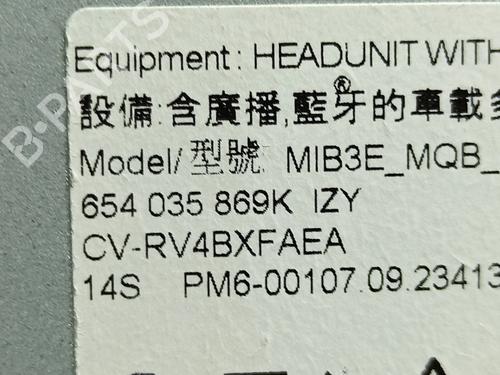 Equipment: HEADUNIT WITH
設備:含廣播,藍牙®的車載多
Model/型號 MIB3E_MQB_
654 035 869K IZY
CV-RV4BXFAEA
14S PM6-00107.09.23413
B-PARTS